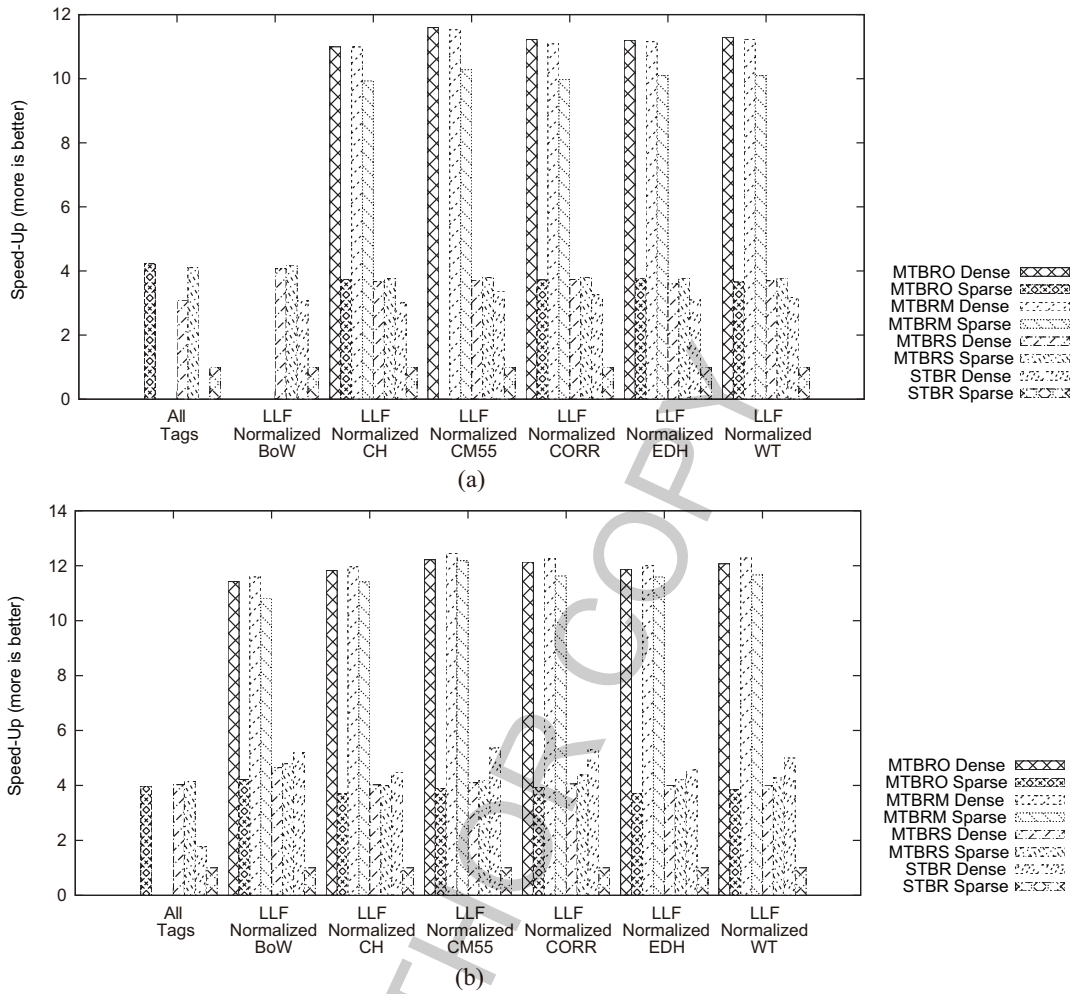 12
10
8
6
4
2
0
Speed-Up (more is better)
All
Tags
LLF
Normalized
BoW
LLF
Normalized
CH
LLF
Normalized
CM55
LLF
Normalized
CORR
LLF
Normalized
EDH
LLF
Normalized
WT
MTBRO Dense
MTBRO Sparse
MTBRM Dense
MTBRM Sparse
MTBRS Dense
MTBRS Sparse
STBR Dense
STBR Sparse
(a)
14
12
10
8
6
4
2
0
Speed-Up (more is better)
All
Tags
LLF
Normalized
BoW
LLF
Normalized
CH
LLF
Normalized
CM55
LLF
Normalized
CORR
LLF
Normalized
EDH
LLF
Normalized
WT
MTBRO Dense
MTBRO Sparse
MTBRM Dense
MTBRM Sparse
MTBRS Dense
MTBRS Sparse
STBR Dense
STBR Sparse
(b)
THOR COPY